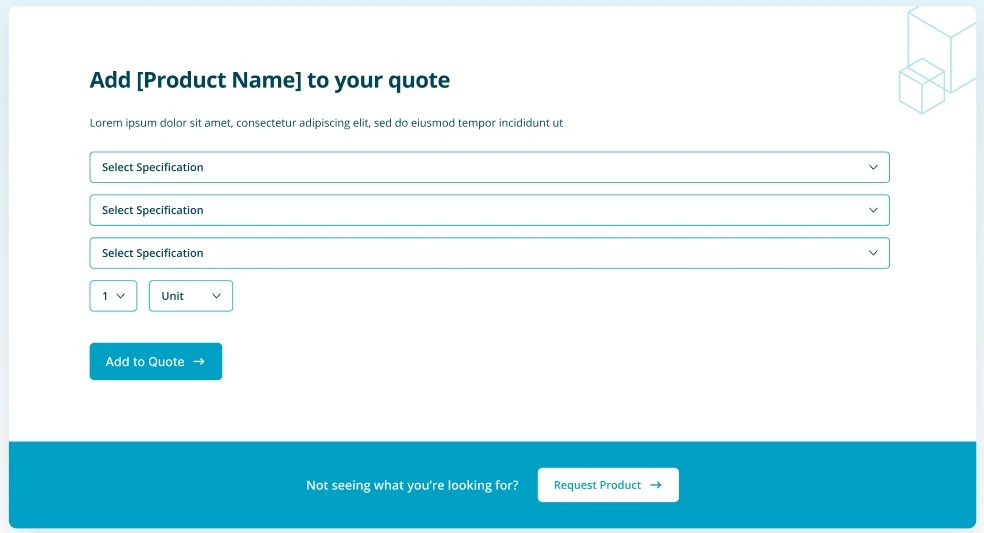 Add [Product Name] to your quote
Lorem ipsum dolor sit amet, consectetur adipiscing elit, sed do eiusmod tempor incididunt ut
Select Specification
Select Specification
Select Specification
1 Unit
Add to Quote →
Not seeing what you’re looking for? Request Product →